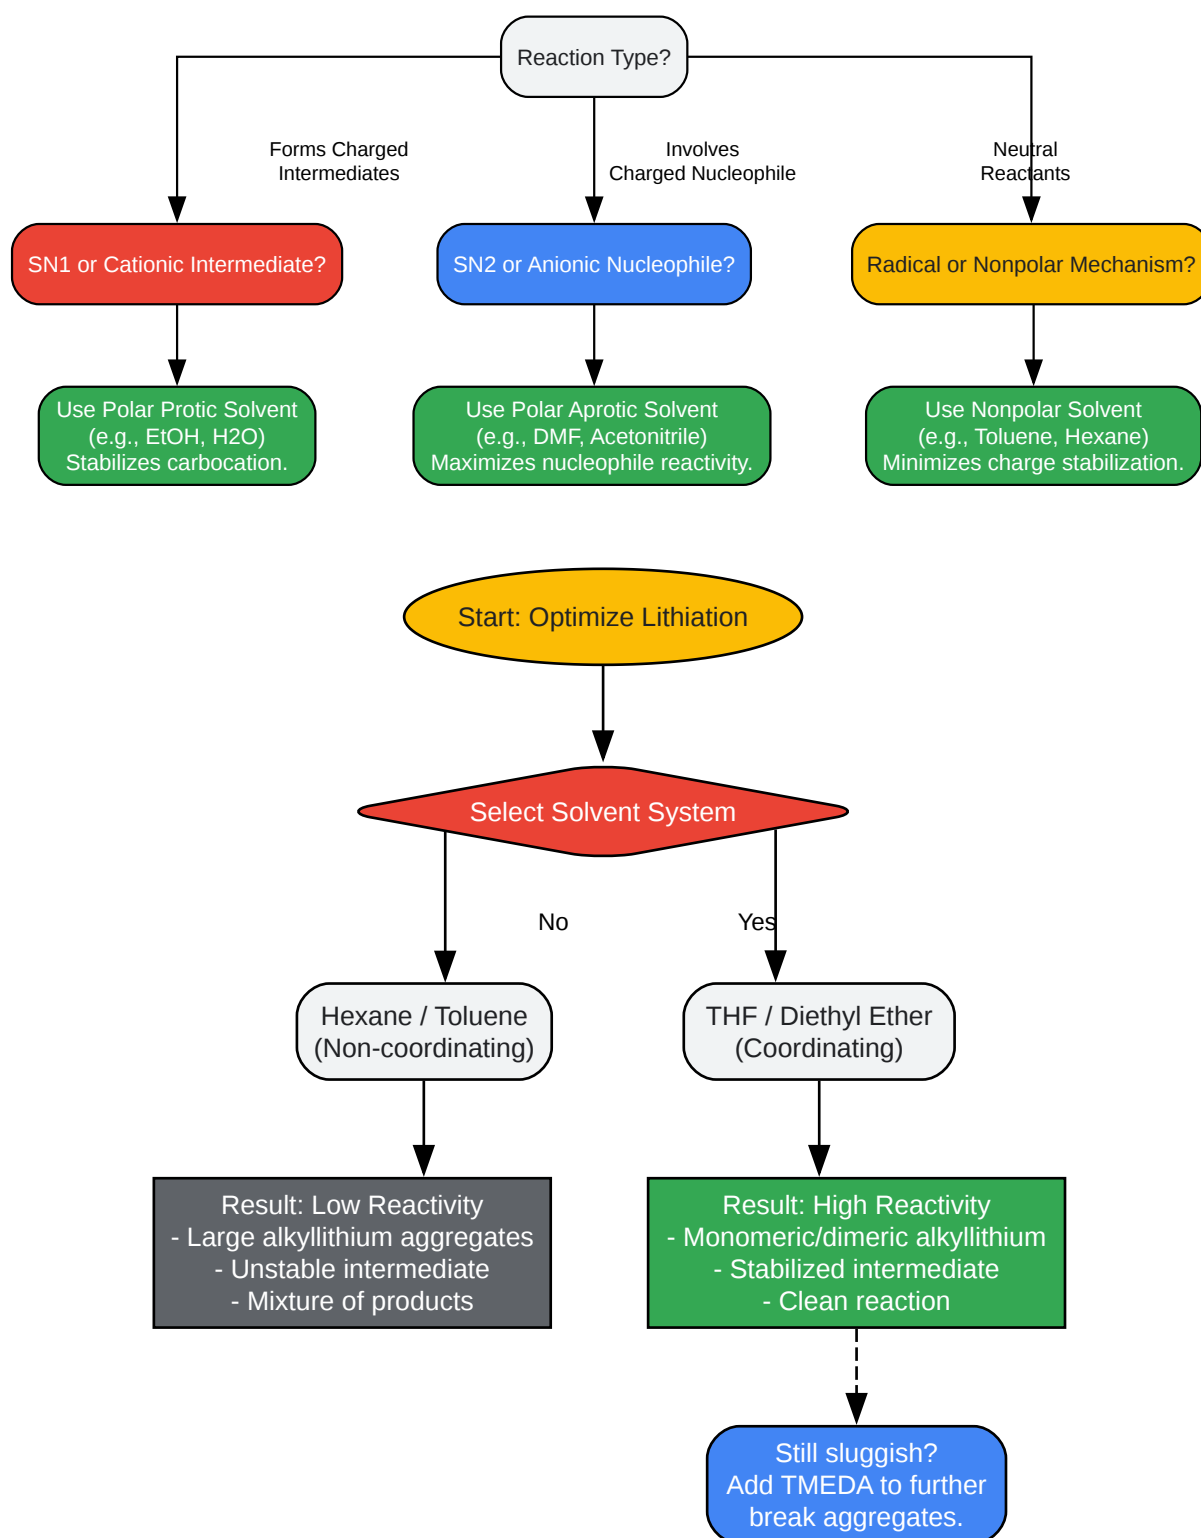 Reaction Type?
Forms Charged
Intermediates
Involves
Charged Nucleophile
Neutral
Reactants
SN1 or Cationic Intermediate?
SN2 or Anionic Nucleophile?
Radical or Nonpolar Mechanism?
Use Polar Protic Solvent
(e.g., EtOH, H2O)
Stabilizes carbocation.
Use Polar Aprotic Solvent
(e.g., DMF, Acetonitrile)
Maximizes nucleophile reactivity.
Use Nonpolar Solvent
(e.g., Toluene, Hexane)
Minimizes charge stabilization.
Start: Optimize Lithiation
Select Solvent System
No
Yes
Hexane / Toluene
(Non-coordinating)
THF / Diethyl Ether
(Coordinating)
Result: Low Reactivity
- Large alkyllithium aggregates
- Unstable intermediate
- Mixture of products
Result: High Reactivity
- Monomeric/dimeric alkyllithium
- Stabilized intermediate
- Clean reaction
Still sluggish?
Add TMEDA to further
break aggregates.